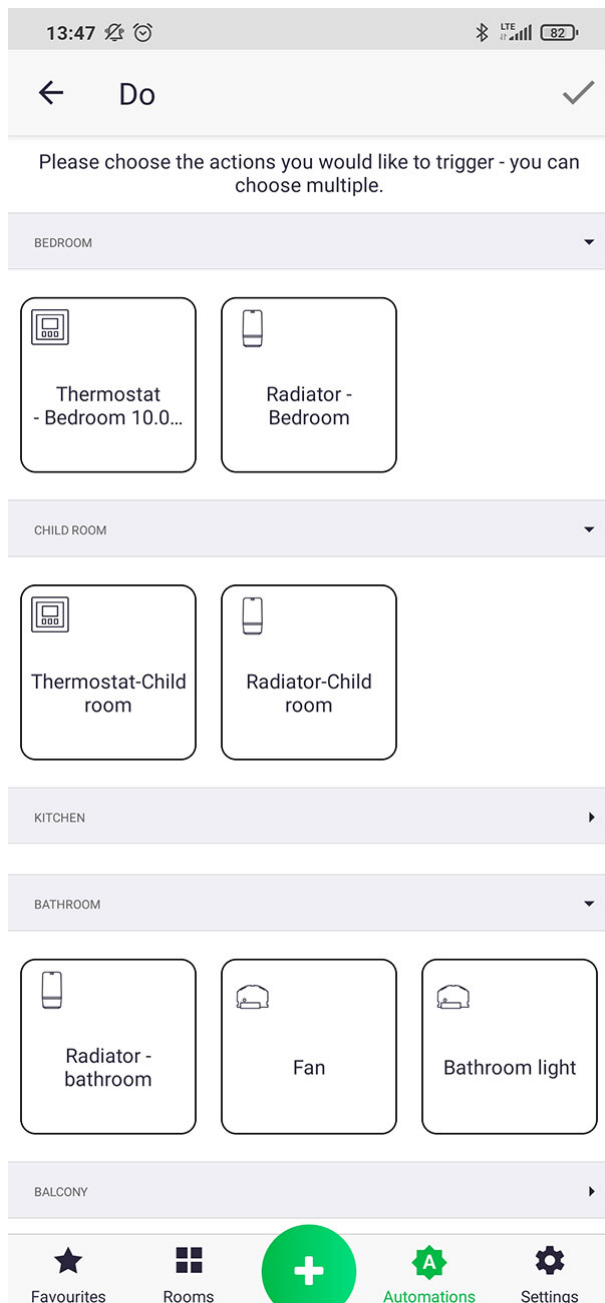 13:47
LTE
82
Do
Please choose the actions you would like to trigger - you can
choose multiple.
BEDROOM
Thermostat
- Bedroom 10.0...
Radiator -
Bedroom
CHILD ROOM
Thermostat-Child
room
Radiator-Child
room
KITCHEN
BATHROOM
Radiator -
bathroom
Fan
Bathroom light
BALCONY
A
Favourites
Rooms
Automations
Settings